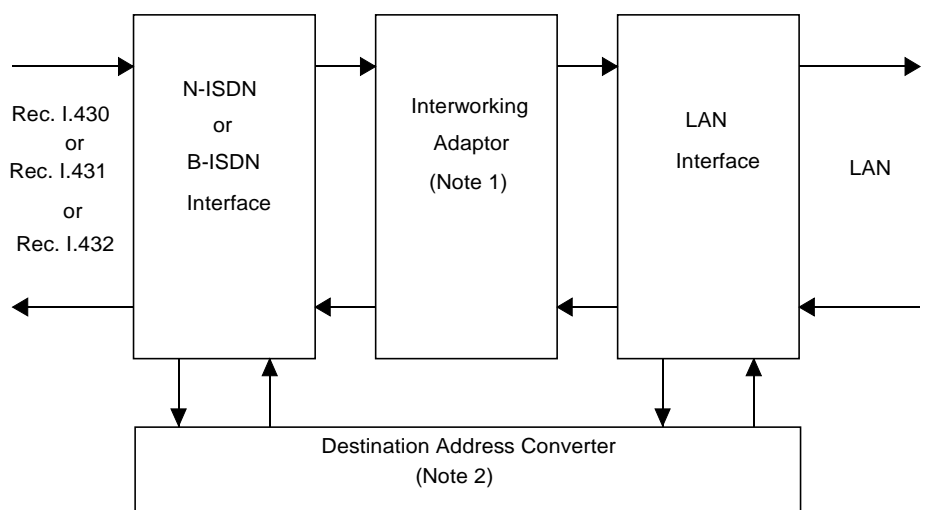 Rec. I.430
or
Rec. I.431
or
Rec. I.432
N-ISDN
or
B-ISDN
Interface
Interworking
Adaptor
(Note 1)
LAN
Interface
LAN
Destination Address Converter
(Note 2)